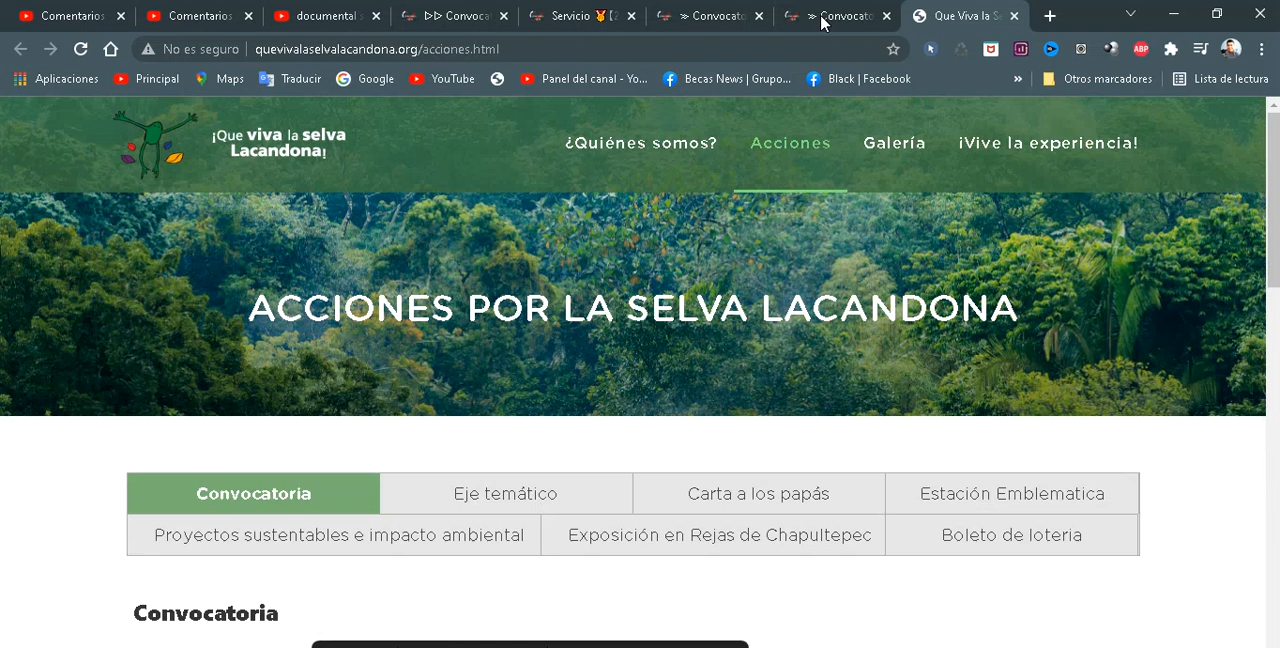 Comentarios
Comentarios
documental
▷▷ Convoca
Servicio 🏅【2
≫ Convocato
≫ Convocato
Que Viva la S
No es seguro | quevivalaselvalacandona.org/acciones.html
Aplicaciones
Principal
Maps
Traducir
Google
YouTube
Panel del canal - Yo...
Becas News | Grupo...
Black | Facebook
»
Otros marcadores
Lista de lectura
¡Que viva la selva
Lacandona!
¿Quiénes somos?
Acciones
Galería
¡Vive la experiencia!
ACCIONES POR LA SELVA LACANDONA
Convocatoria
Eje temático
Carta a los papás
Estación Emblematica
Proyectos sustentables e impacto ambiental
Exposición en Rejas de Chapultepec
Boleto de loteria
Convocatoria